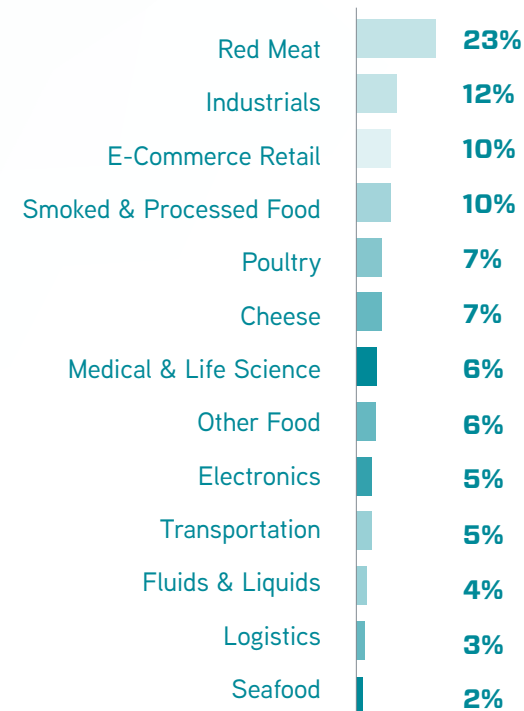 Red Meat 23%
Industrials 12%
E-Commerce Retail 10%
Smoked & Processed Food 10%
Poultry 7%
Cheese 7%
Medical & Life Science 6%
Other Food 6%
Electronics 5%
Transportation 5%
Fluids & Liquids 4%
Logistics 3%
Seafood 2%